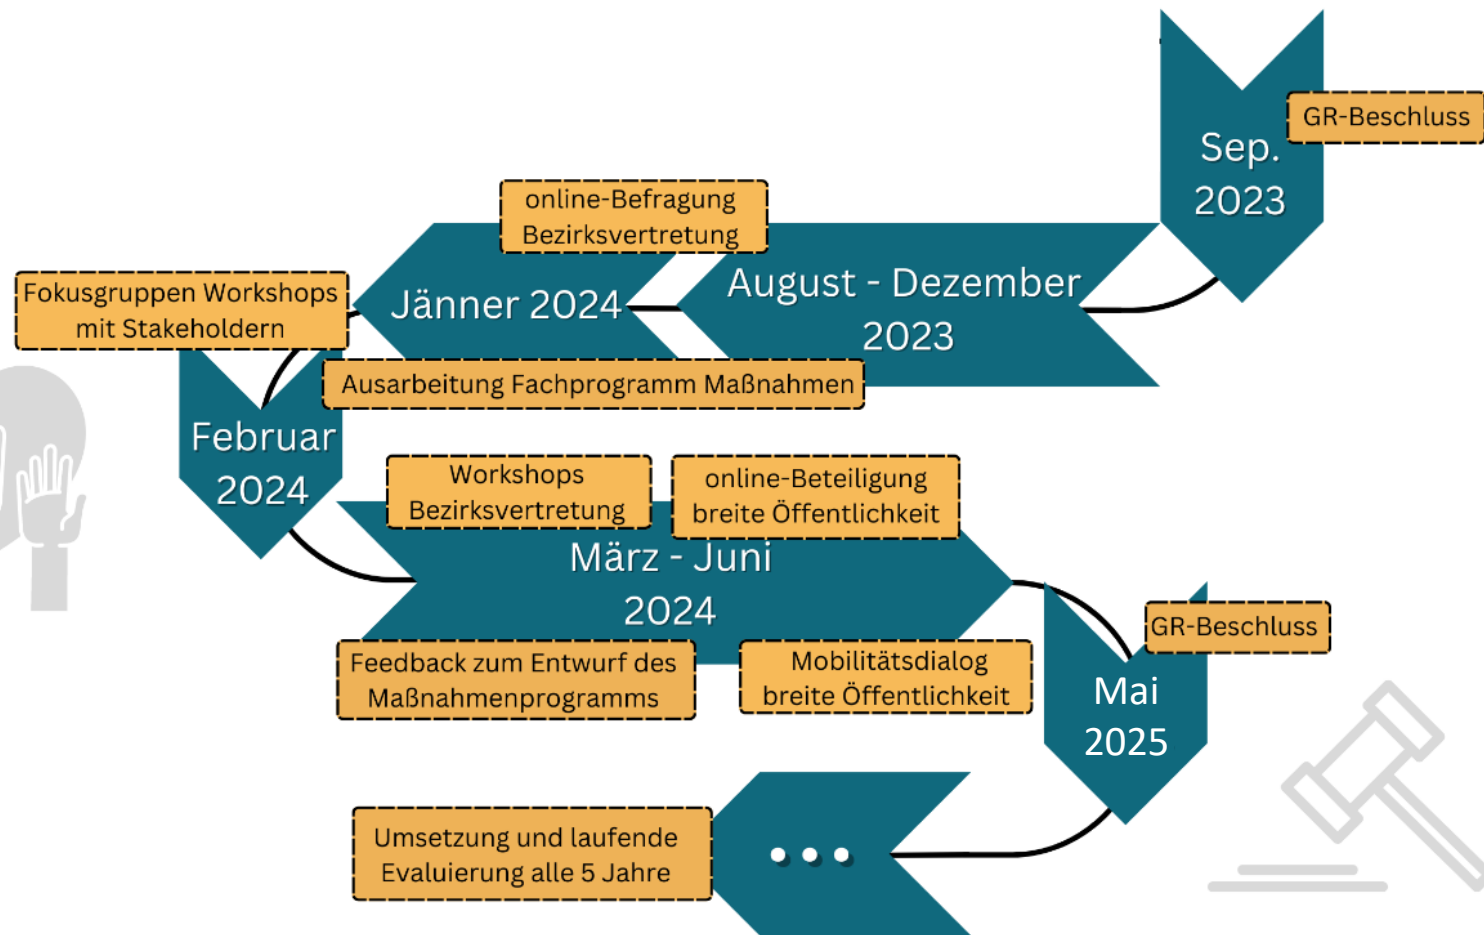 Sep.
2023
GR-Beschluss
August - Dezember
2023
online-Befragung
Bezirksvertretung
Jänner 2024
Ausarbeitung Fachprogramm Maßnahmen
Fokusgruppen Workshops
mit Stakeholdern
Februar
2024
Workshops
Bezirksvertretung
online-Beteiligung
breite Öffentlichkeit
März - Juni
2024
Feedback zum Entwurf des
Maßnahmenprogramms
Mobilitätsdialog
breite Öffentlichkeit
GR-Beschluss
Mai
2025
Umsetzung und laufende
Evaluierung alle 5 Jahre
...